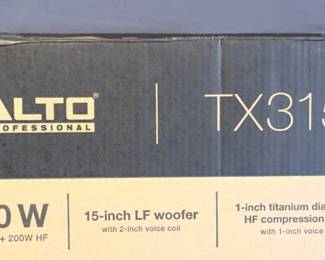 ALTO®
PROFESSIONAL
TX315
0 W
+ 200W HF
15-inch LF woofer
with 2-inch voice coil
1-inch titanium dia
HF compression
with 1-inch voice